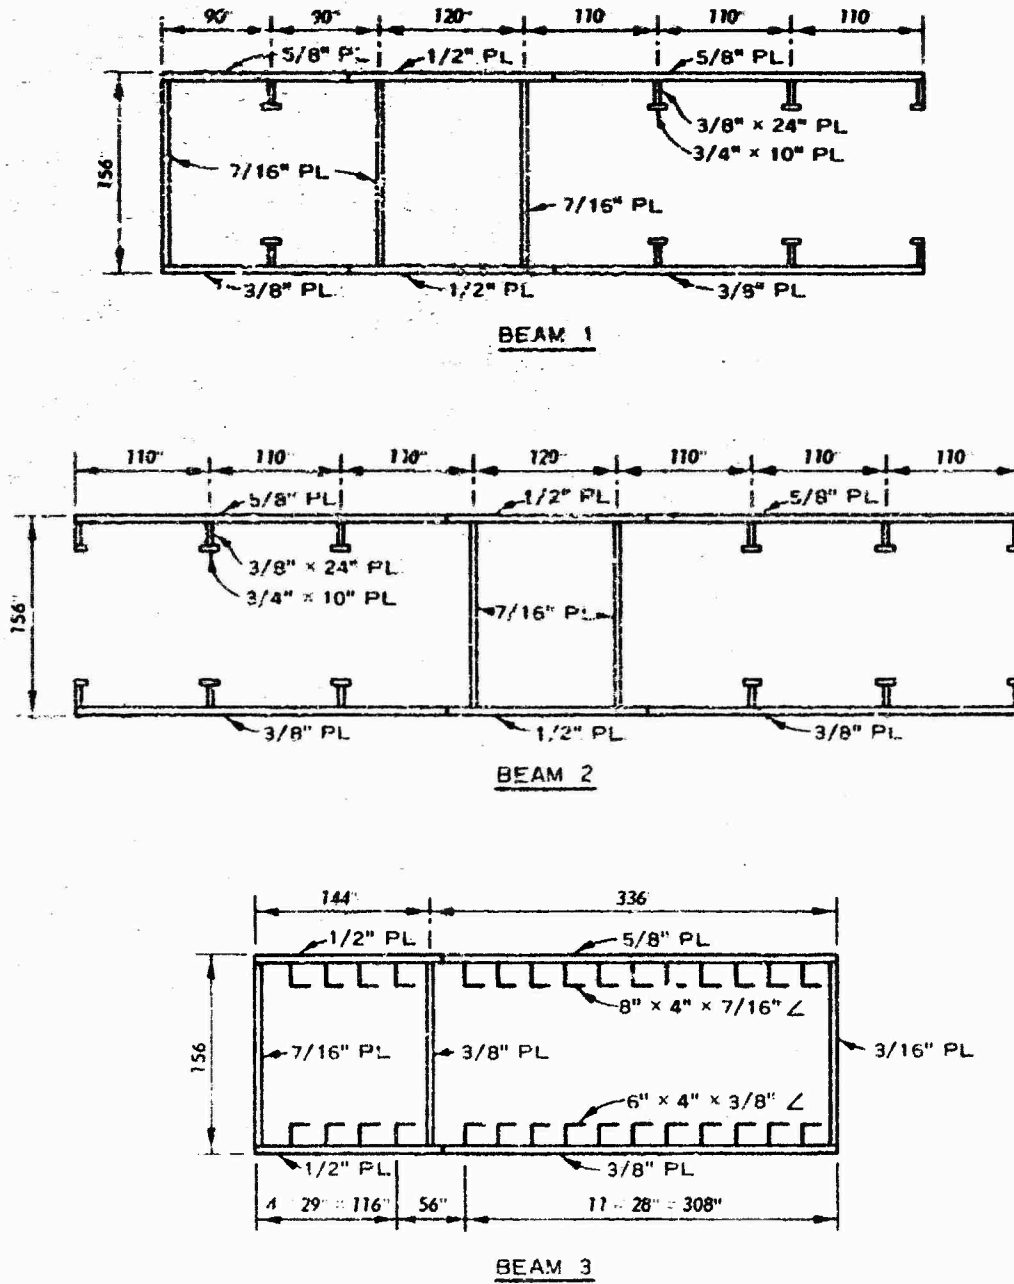 90" 90" 120" 110 110" 110
5/8" PL 1/2" PL 5/8" PL
3/8" × 24" PL
3/4" × 10" PL
156"
7/16" PL
7/16" PL
3/8" PL 1/2" PL 3/8" PL
BEAM 1
110" 110 110" 120" 110" 110 110
5/8" PL 1/2" PL 5/8" PL
3/8" × 24" PL
3/4" × 10" PL
156"
7/16" PL
3/8" PL 1/2" PL 3/8" PL
BEAM 2
144" 336
1/2" PL 5/8" PL
8" × 4" × 7/16" ∠
156
7/16" PL 3/8" PL 3/16" PL
6" × 4" × 3/8" ∠
1/2" PL 3/8" PL
4 29" = 116" 56" 11 - 28" = 308"
BEAM 3